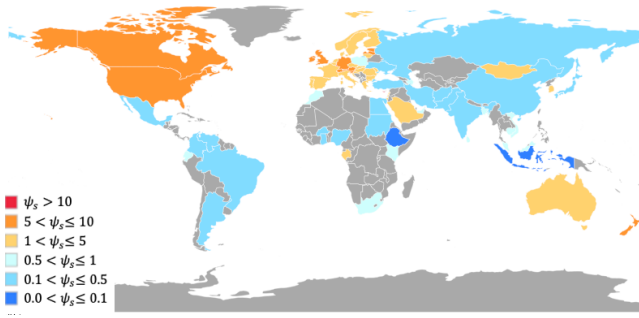 ψₛ > 10
5 < ψₛ ≤ 10
1 < ψₛ ≤ 5
0.5 < ψₛ ≤ 1
0.1 < ψₛ ≤ 0.5
0.0 < ψₛ ≤ 0.1